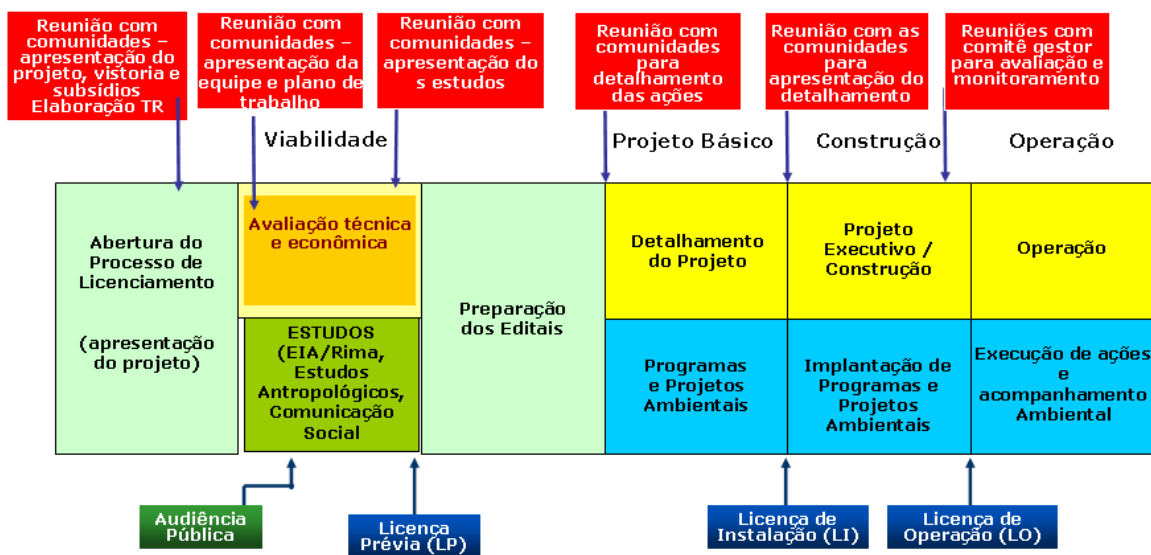 Reunião com
comunidades –
apresentação do
projeto, vistoria e
subsídios
Elaboração TR
Reunião com
comunidades –
apresentação da
equipe e plano de
trabalho
Reunião com
comunidades –
apresentação do
s estudos
Reunião com
comunidades
para
detalhamento
das ações
Reunião com as
comunidades
para
apresentação do
detalhamento
Reuniões com
comitê gestor
para avaliação e
monitoramento
Viabilidade
Projeto Básico
Construção
Operação
Abertura do
Processo de
Licenciamento
(apresentação
do projeto)
Avaliação técnica
e econômica
ESTUDOS
(EIA/Rima,
Estudos
Antropológicos,
Comunicação
Social
Preparação
dos Editais
Detalhamento
do Projeto
Projeto
Executivo /
Construção
Operação
Programas
e Projetos
Ambientais
Implantação de
Programas e
Projetos
Ambientais
Execução de ações
e
acompanhamento
Ambiental
Audiência
Pública
Licença
Prévia (LP)
Licença de
Instalação (LI)
Licença de
Operação (LO)